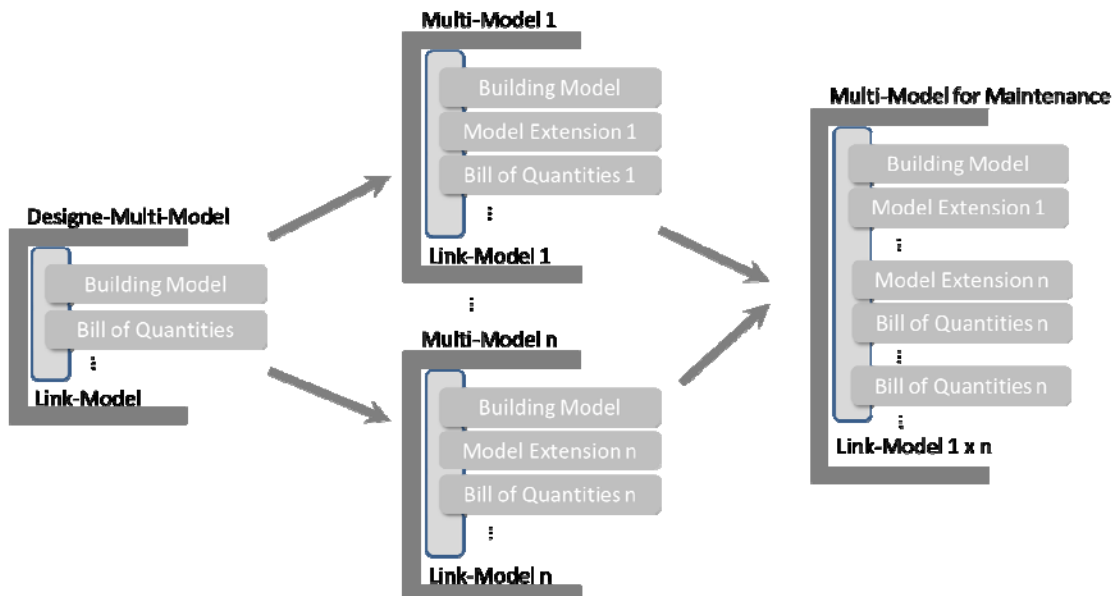 Designe-Multi-Model
Building Model
Bill of Quantities
...
Link-Model
Multi-Model 1
Building Model
Model Extension 1
Bill of Quantities 1
...
Link-Model 1
...
Multi-Model n
Building Model
Model Extension n
Bill of Quantities n
...
Link-Model n
Multi-Model for Maintenance
Building Model
Model Extension 1
...
Model Extension n
Bill of Quantities n
...
Bill of Quantities n
...
Link-Model 1 x n